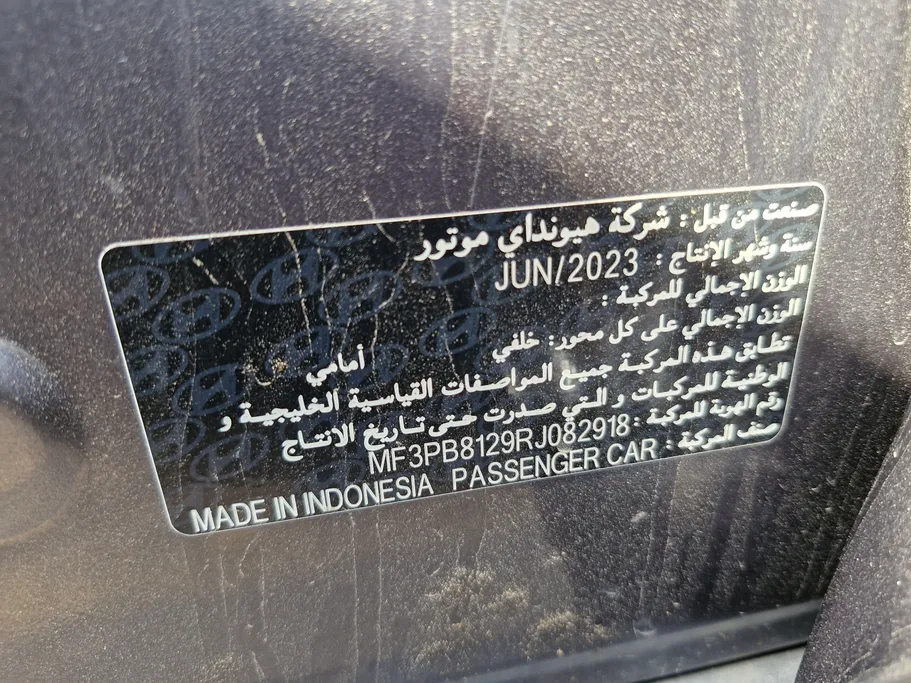 صنعت من قبل : شركة هيونداي موتور
سنة وشهر الإنتاج : JUN/2023
الوزن الإجمالي للمركبة :
الوزن الإجمالي على كل محور: خلفي أمامي
تطابق هذه المركبة جميع المواصفات القياسية الخليجية و
الوطنية للمركبات و التي صدرت حتى تاريخ الانتاج
رقم الهوية للمركبة : MF3PB8129RJ082918
صنف المركبة : PASSENGER CAR MADE IN INDONESIA